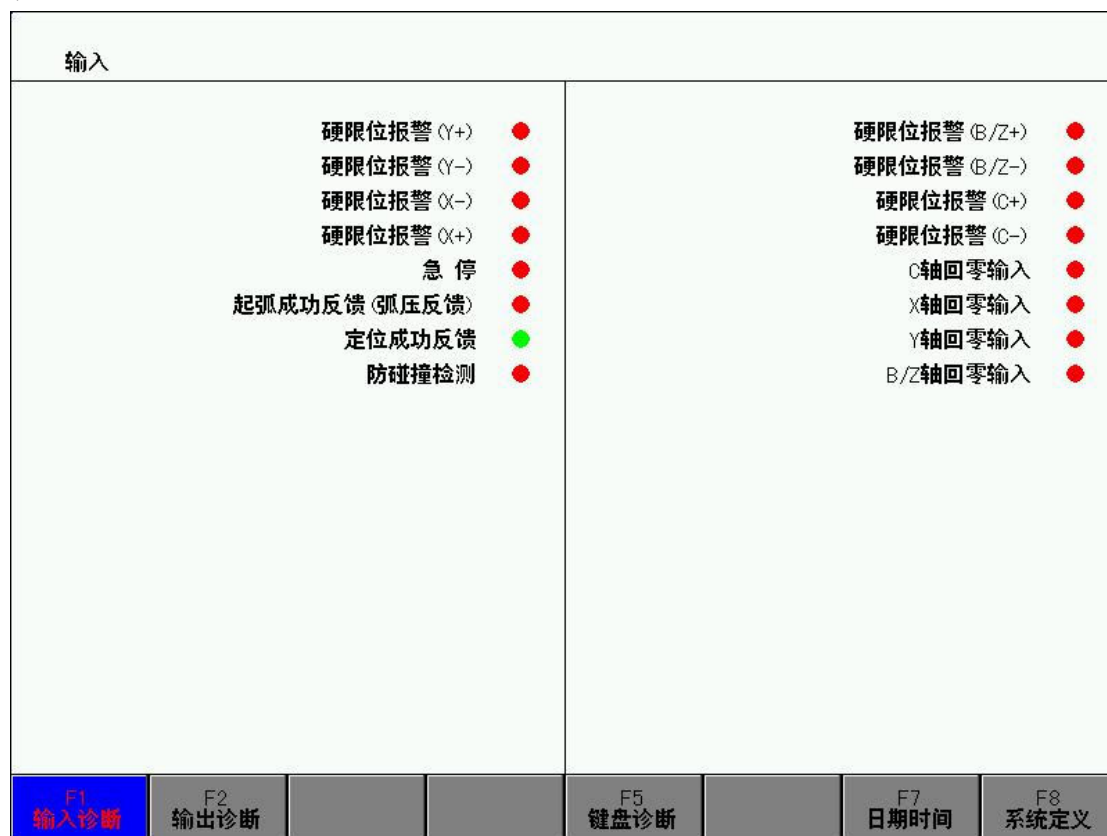 输入
硬限位报警(Y+)
硬限位报警(Y-)
硬限位报警(X-)
硬限位报警(X+)
急 停
起弧成功反馈(弧压反馈)
定位成功反馈
防碰撞检测
硬限位报警(B/Z+)
硬限位报警(B/Z-)
硬限位报警(C+)
硬限位报警(C-)
C轴回零输入
X轴回零输入
Y轴回零输入
B/Z轴回零输入
F1
输入诊断
F2
输出诊断
F5
键盘诊断
F7
日期时间
F8
系统定义